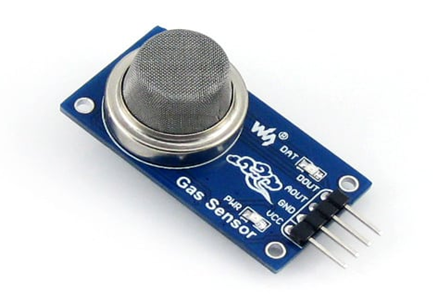 ®
DAT
DOUT
AOUT
GND
VCC
PWR
Gas Sensor